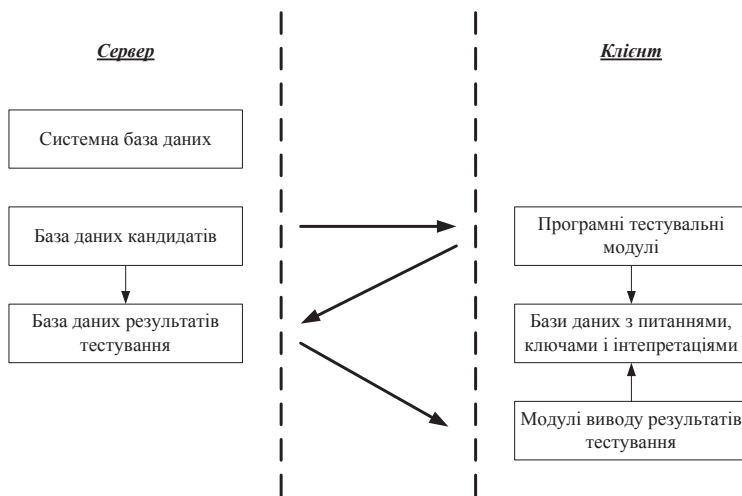 Сервер
Клієнт
Системна база даних
База даних кандидатів
База даних результатів
тестування
Програмні тестувальні
модулі
Бази даних з питаннями,
ключами і інтепретаціями
Модулі виводу результатів
тестування